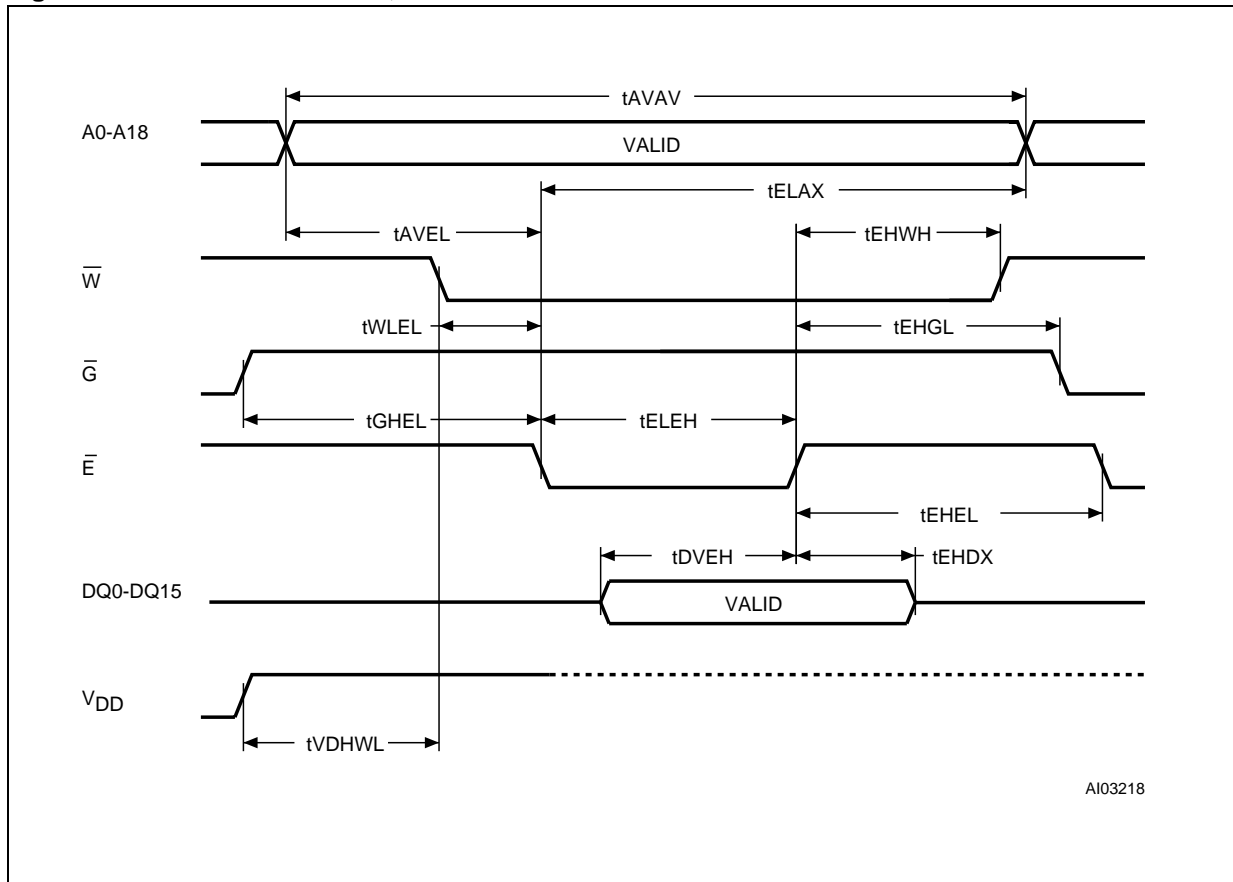 tAVAV
A0-A18
VALID
tELAX
tAVEL
tEHWH
W
tWLEL
tEHGL
G
tGHEL
tELEH
E
tEHEL
tDVEH
tEHDX
DQ0-DQ15
VALID
VDD
tVDHWL
AI03218